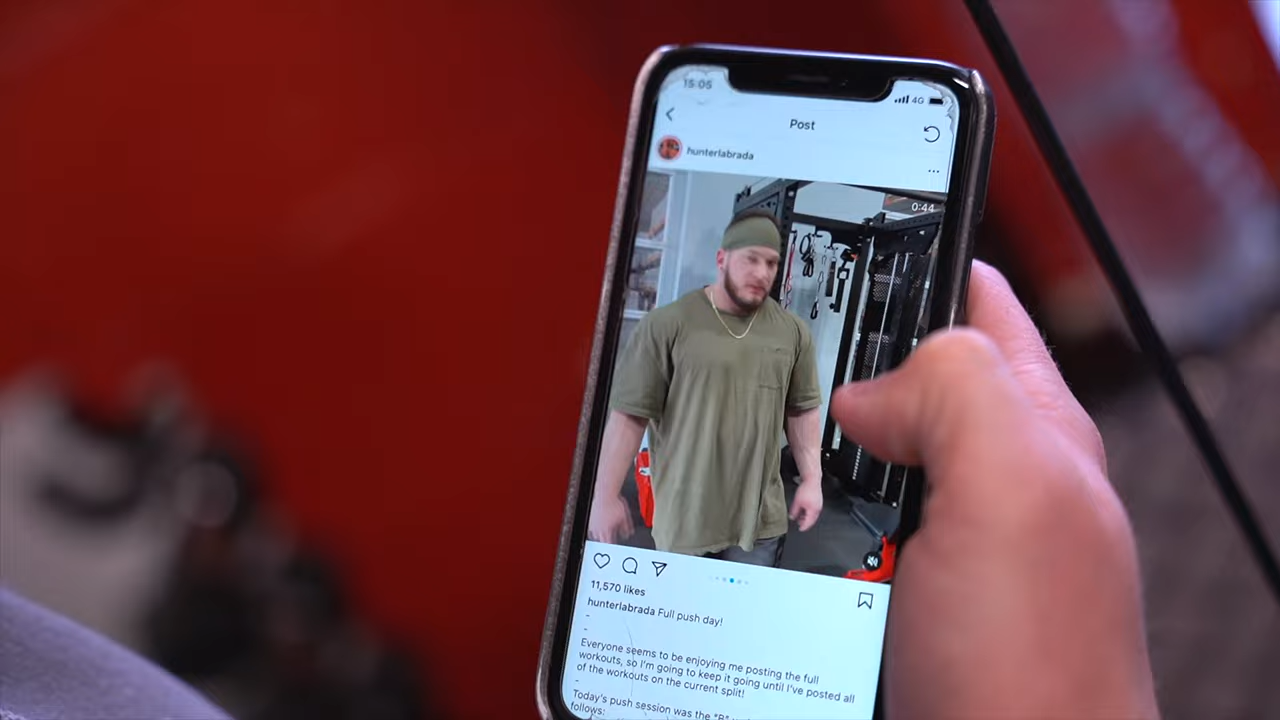 15:05
4G
Post
hunterlabrada
0:44
11,570 likes
hunterlabrada Full push day!
-
-
Everyone seems to be enjoying me posting the full
workouts, so I'm going to keep it going until I've posted all
of the workouts on the current split!
-
Today's push session was the "B"
follows: